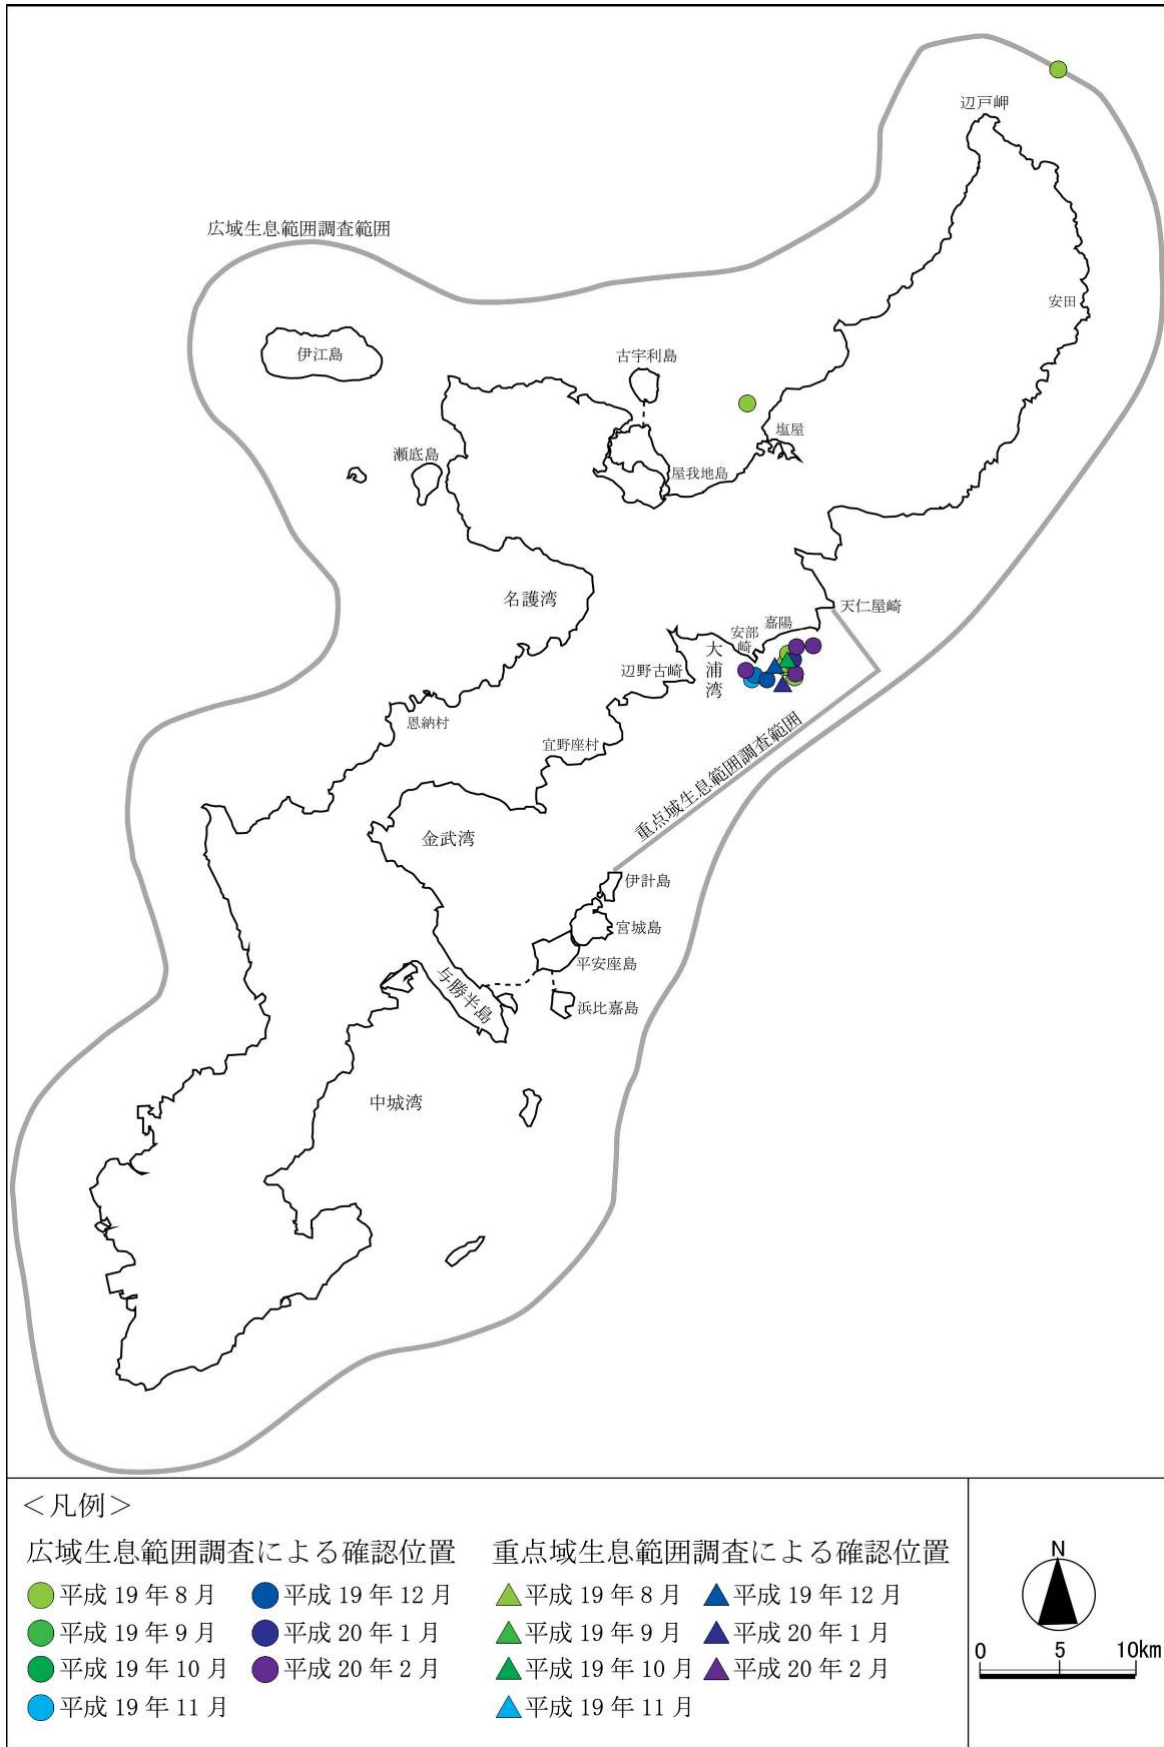 辺戸岬
広域生息範囲調査範囲
安田
伊江島
古宇利島
塩屋
瀬底島
屋我地島
名護湾
天仁屋崎
嘉陽
安部崎
大浦湾
辺野古崎
恩納村
宜野座村
重点域生息範囲調査範囲
金武湾
伊計島
宮城島
平安座島
与勝半島
浜比嘉島
中城湾
＜凡例＞
広域生息範囲調査による確認位置
平成 19 年 8 月
平成 19 年 9 月
平成 19 年 10 月
平成 19 年 11 月
平成 19 年 12 月
平成 20 年 1 月
平成 20 年 2 月
重点域生息範囲調査による確認位置
平成 19 年 8 月
平成 19 年 9 月
平成 19 年 10 月
平成 19 年 11 月
平成 19 年 12 月
平成 20 年 1 月
平成 20 年 2 月
N
0 5 10km